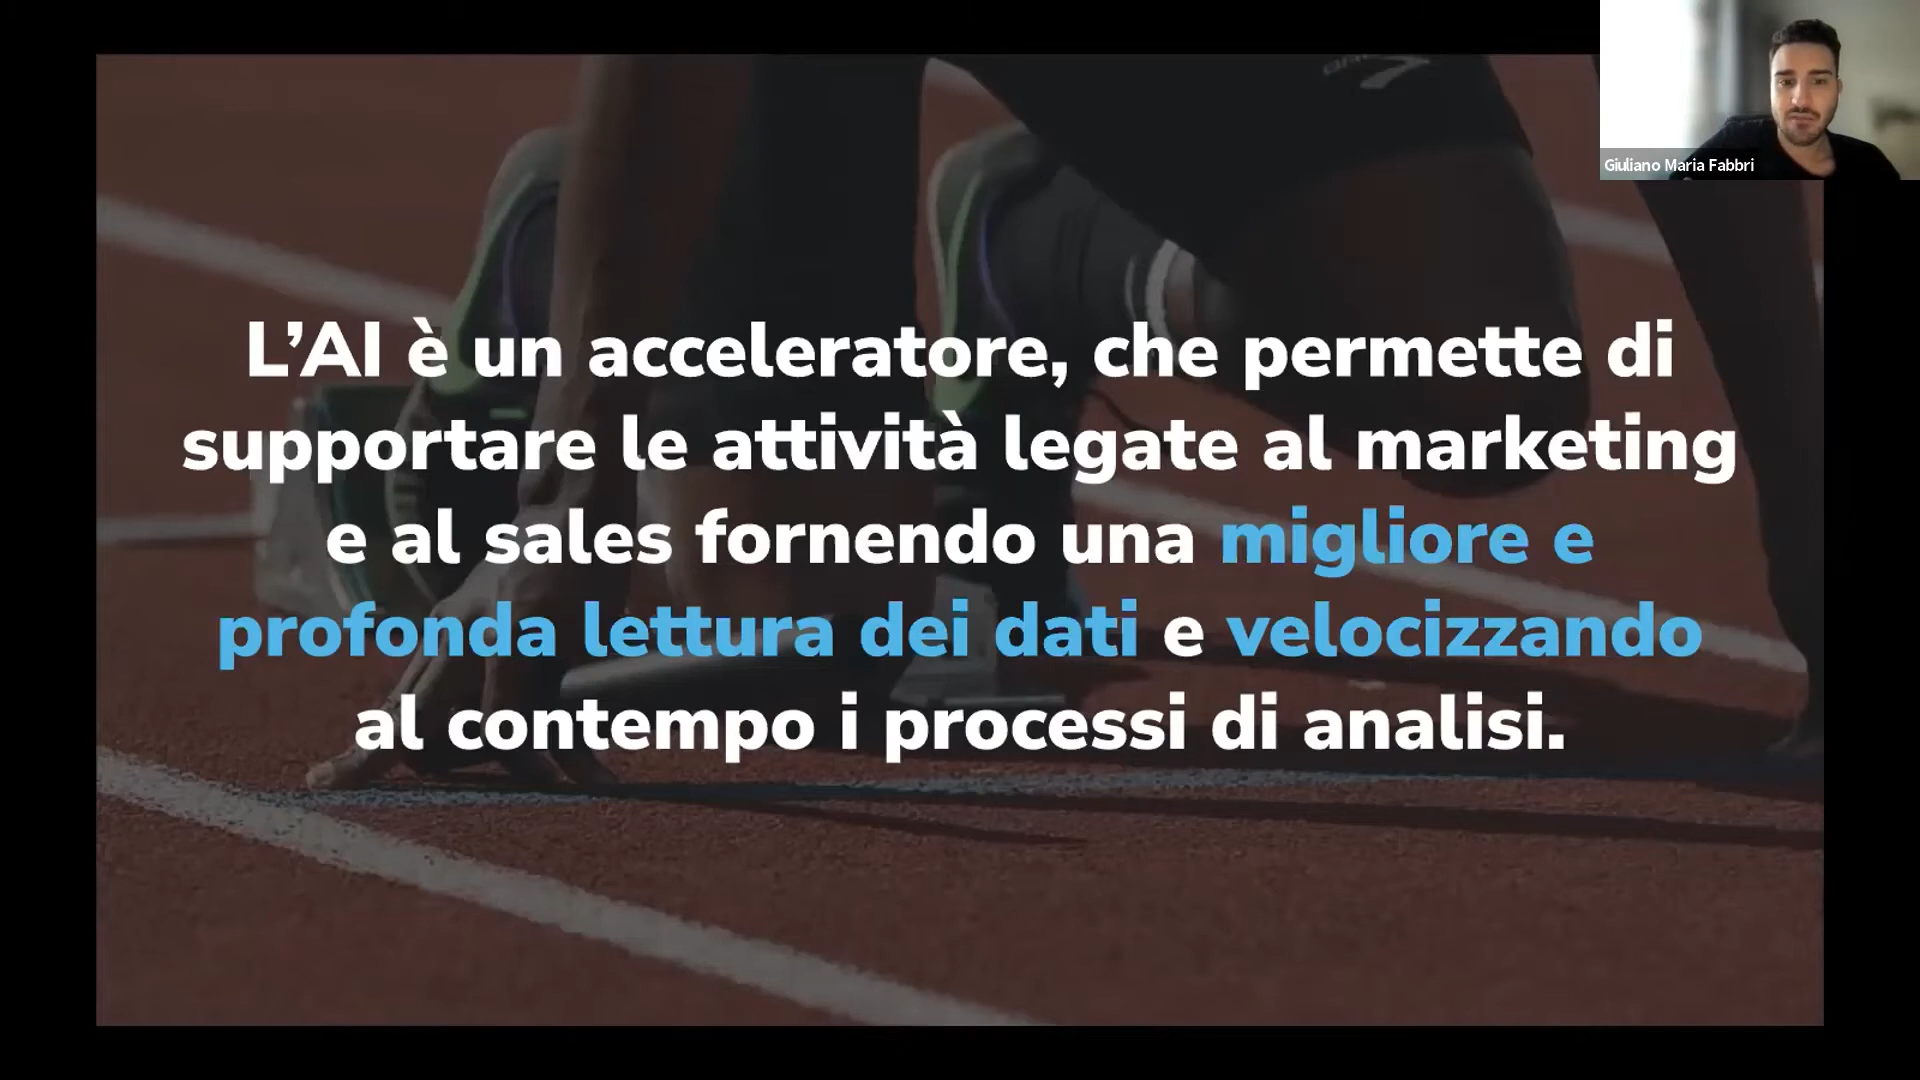 Giuliano Maria Fabbri
L’AI è un acceleratore, che permette di
supportare le attività legate al marketing
e al sales fornendo una migliore e
profonda lettura dei dati e velocizzando
al contempo i processi di analisi.